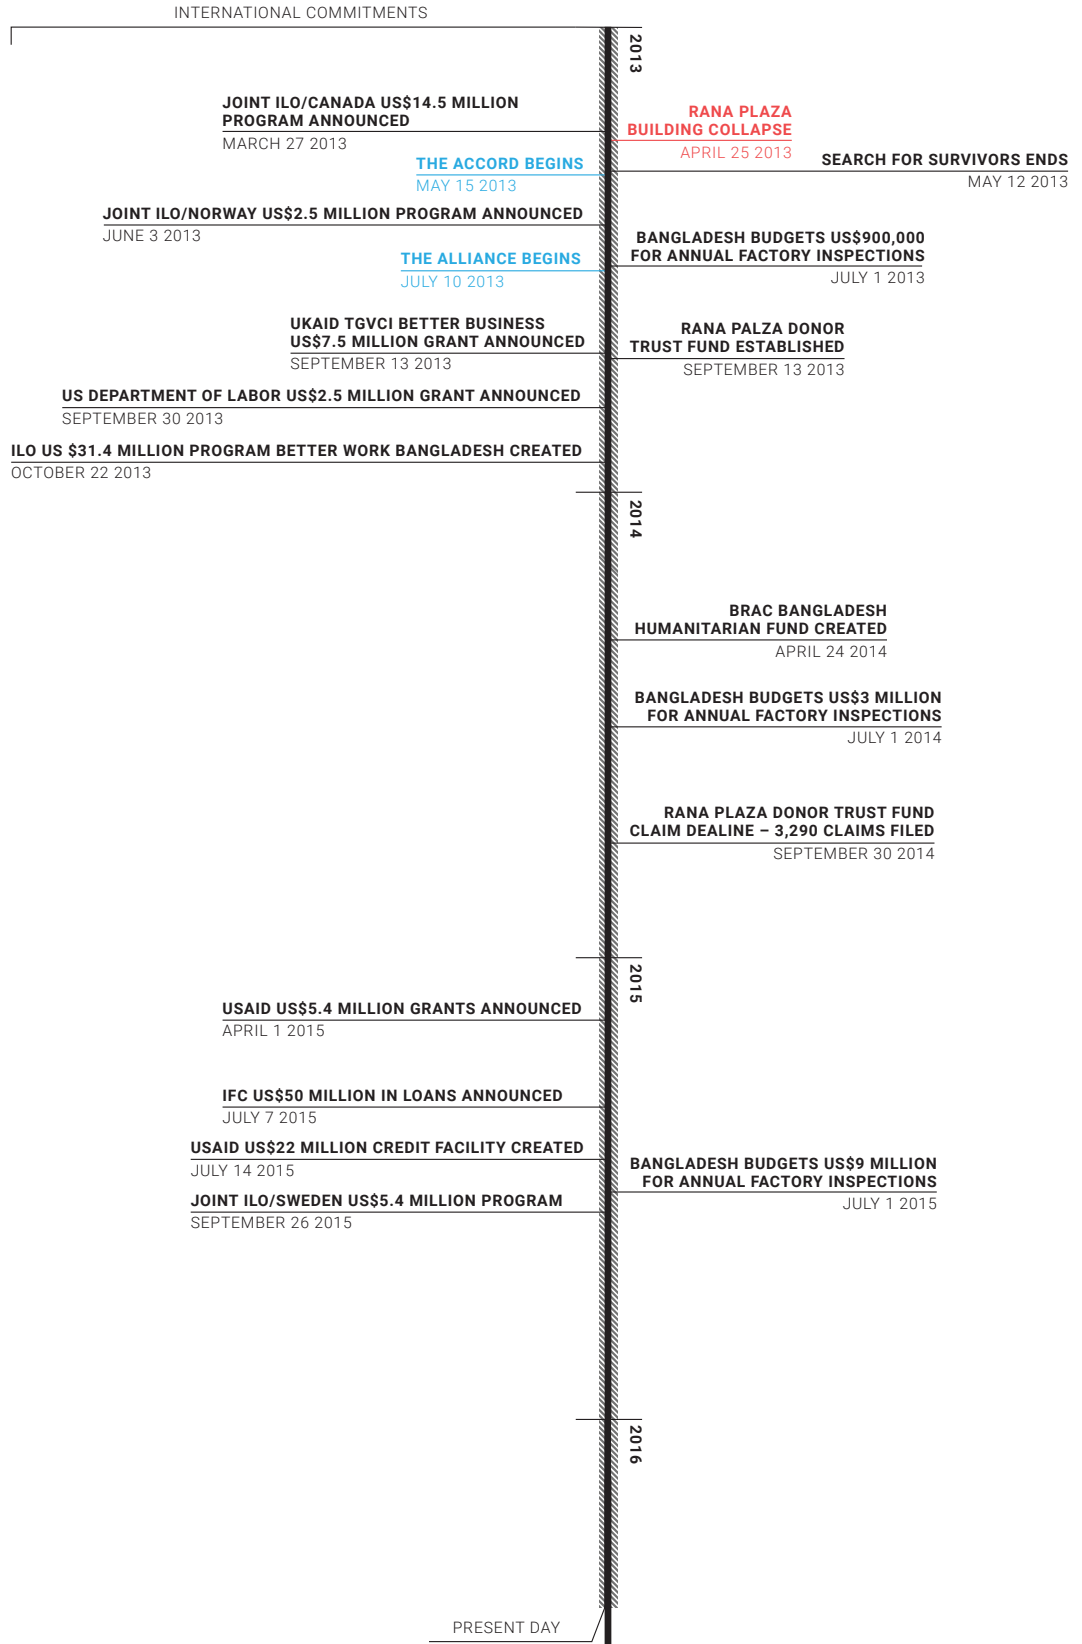 INTERNATIONAL COMMITMENTS
2013
JOINT ILO/CANADA US$14.5 MILLION
PROGRAM ANNOUNCED
MARCH 27 2013
RANA PLAZA
BUILDING COLLAPSE
APRIL 25 2013
THE ACCORD BEGINS
MAY 15 2013
SEARCH FOR SURVIVORS ENDS
MAY 12 2013
JOINT ILO/NORWAY US$2.5 MILLION PROGRAM ANNOUNCED
JUNE 3 2013
BANGLADESH BUDGETS US$900,000
FOR ANNUAL FACTORY INSPECTIONS
JULY 1 2013
THE ALLIANCE BEGINS
JULY 10 2013
UKAID TGVCI BETTER BUSINESS
US$7.5 MILLION GRANT ANNOUNCED
SEPTEMBER 13 2013
RANA PALZA DONOR
TRUST FUND ESTABLISHED
SEPTEMBER 13 2013
US DEPARTMENT OF LABOR US$2.5 MILLION GRANT ANNOUNCED
SEPTEMBER 30 2013
ILO US $31.4 MILLION PROGRAM BETTER WORK BANGLADESH CREATED
OCTOBER 22 2013
2014
BRAC BANGLADESH
HUMANITARIAN FUND CREATED
APRIL 24 2014
BANGLADESH BUDGETS US$3 MILLION
FOR ANNUAL FACTORY INSPECTIONS
JULY 1 2014
RANA PLAZA DONOR TRUST FUND
CLAIM DEALINE – 3,290 CLAIMS FILED
SEPTEMBER 30 2014
2015
USAID US$5.4 MILLION GRANTS ANNOUNCED
APRIL 1 2015
IFC US$50 MILLION IN LOANS ANNOUNCED
JULY 7 2015
USAID US$22 MILLION CREDIT FACILITY CREATED
JULY 14 2015
BANGLADESH BUDGETS US$9 MILLION
FOR ANNUAL FACTORY INSPECTIONS
JULY 1 2015
JOINT ILO/SWEDEN US$5.4 MILLION PROGRAM
SEPTEMBER 26 2015
2016
PRESENT DAY